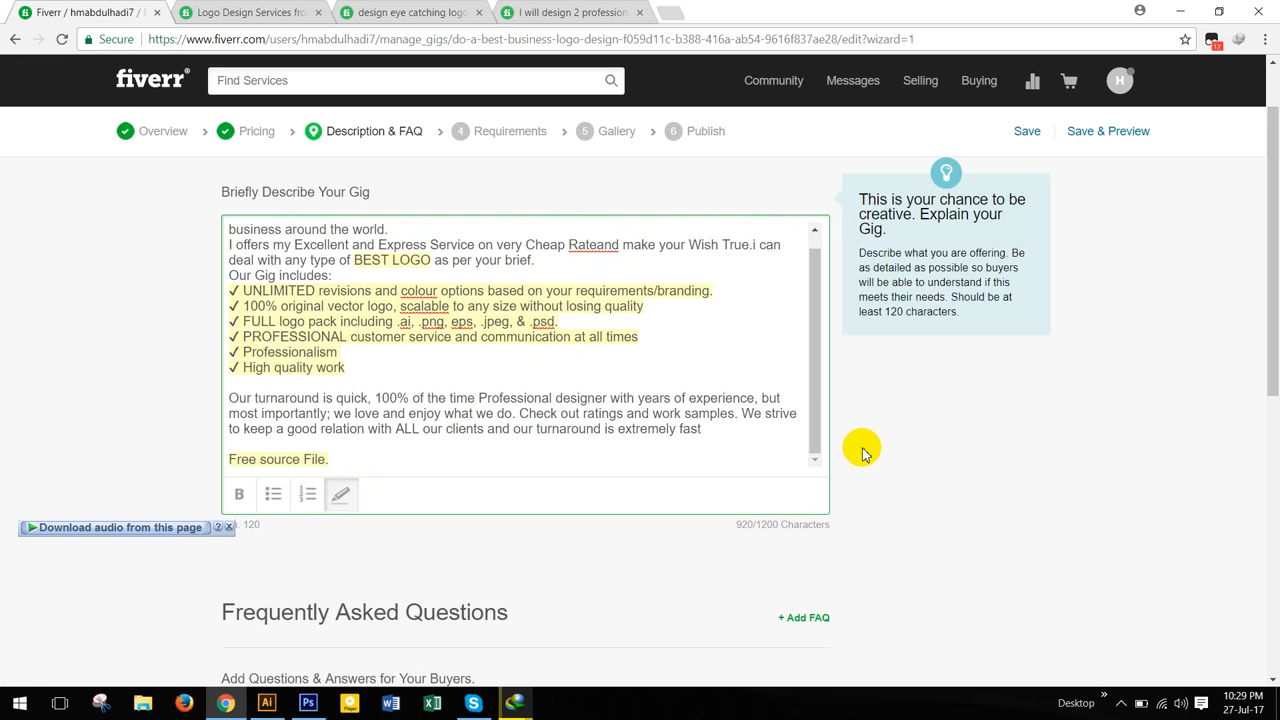 Fiverr / hmabdulhadi7 /
Logo Design Services fro
design eye catching logo
I will design 2 profession
Secure
https://www.fiverr.com/users/hmabdulhadi7/manage_gigs/do-a-best-business-logo-design-f059d11c-b388-416a-ab54-9616f837ae28/edit?wizard=1
12
fiverr®
Find Services
Community
Messages
Selling
Buying
H
Overview
Pricing
Description & FAQ
4 Requirements
5 Gallery
6 Publish
Save
Save & Preview
Briefly Describe Your Gig
business around the world.
I offers my Excellent and Express Service on very Cheap Rateand make your Wish True.i can
deal with any type of BEST LOGO as per your brief.
Our Gig includes:
✓ UNLIMITED revisions and colour options based on your requirements/branding.
✓ 100% original vector logo, scalable to any size without losing quality
✓ FULL logo pack including .ai, .png, eps, .jpeg, & .psd.
✓ PROFESSIONAL customer service and communication at all times
✓ Professionalism
✓ High quality work
Our turnaround is quick, 100% of the time Professional designer with years of experience, but
most importantly; we love and enjoy what we do. Check out ratings and work samples. We strive
to keep a good relation with ALL our clients and our turnaround is extremely fast
Free source File.
B
This is your chance to be
creative. Explain your
Gig.
Describe what you are offering. Be
as detailed as possible so buyers
will be able to understand if this
meets their needs. Should be at
least 120 characters.
Download audio from this page ?
120
920/1200 Characters
Frequently Asked Questions
+ Add FAQ
Add Questions & Answers for Your Buyers.
Ai
Ps
Player
Desktop
10:29 PM
27-Jul-17